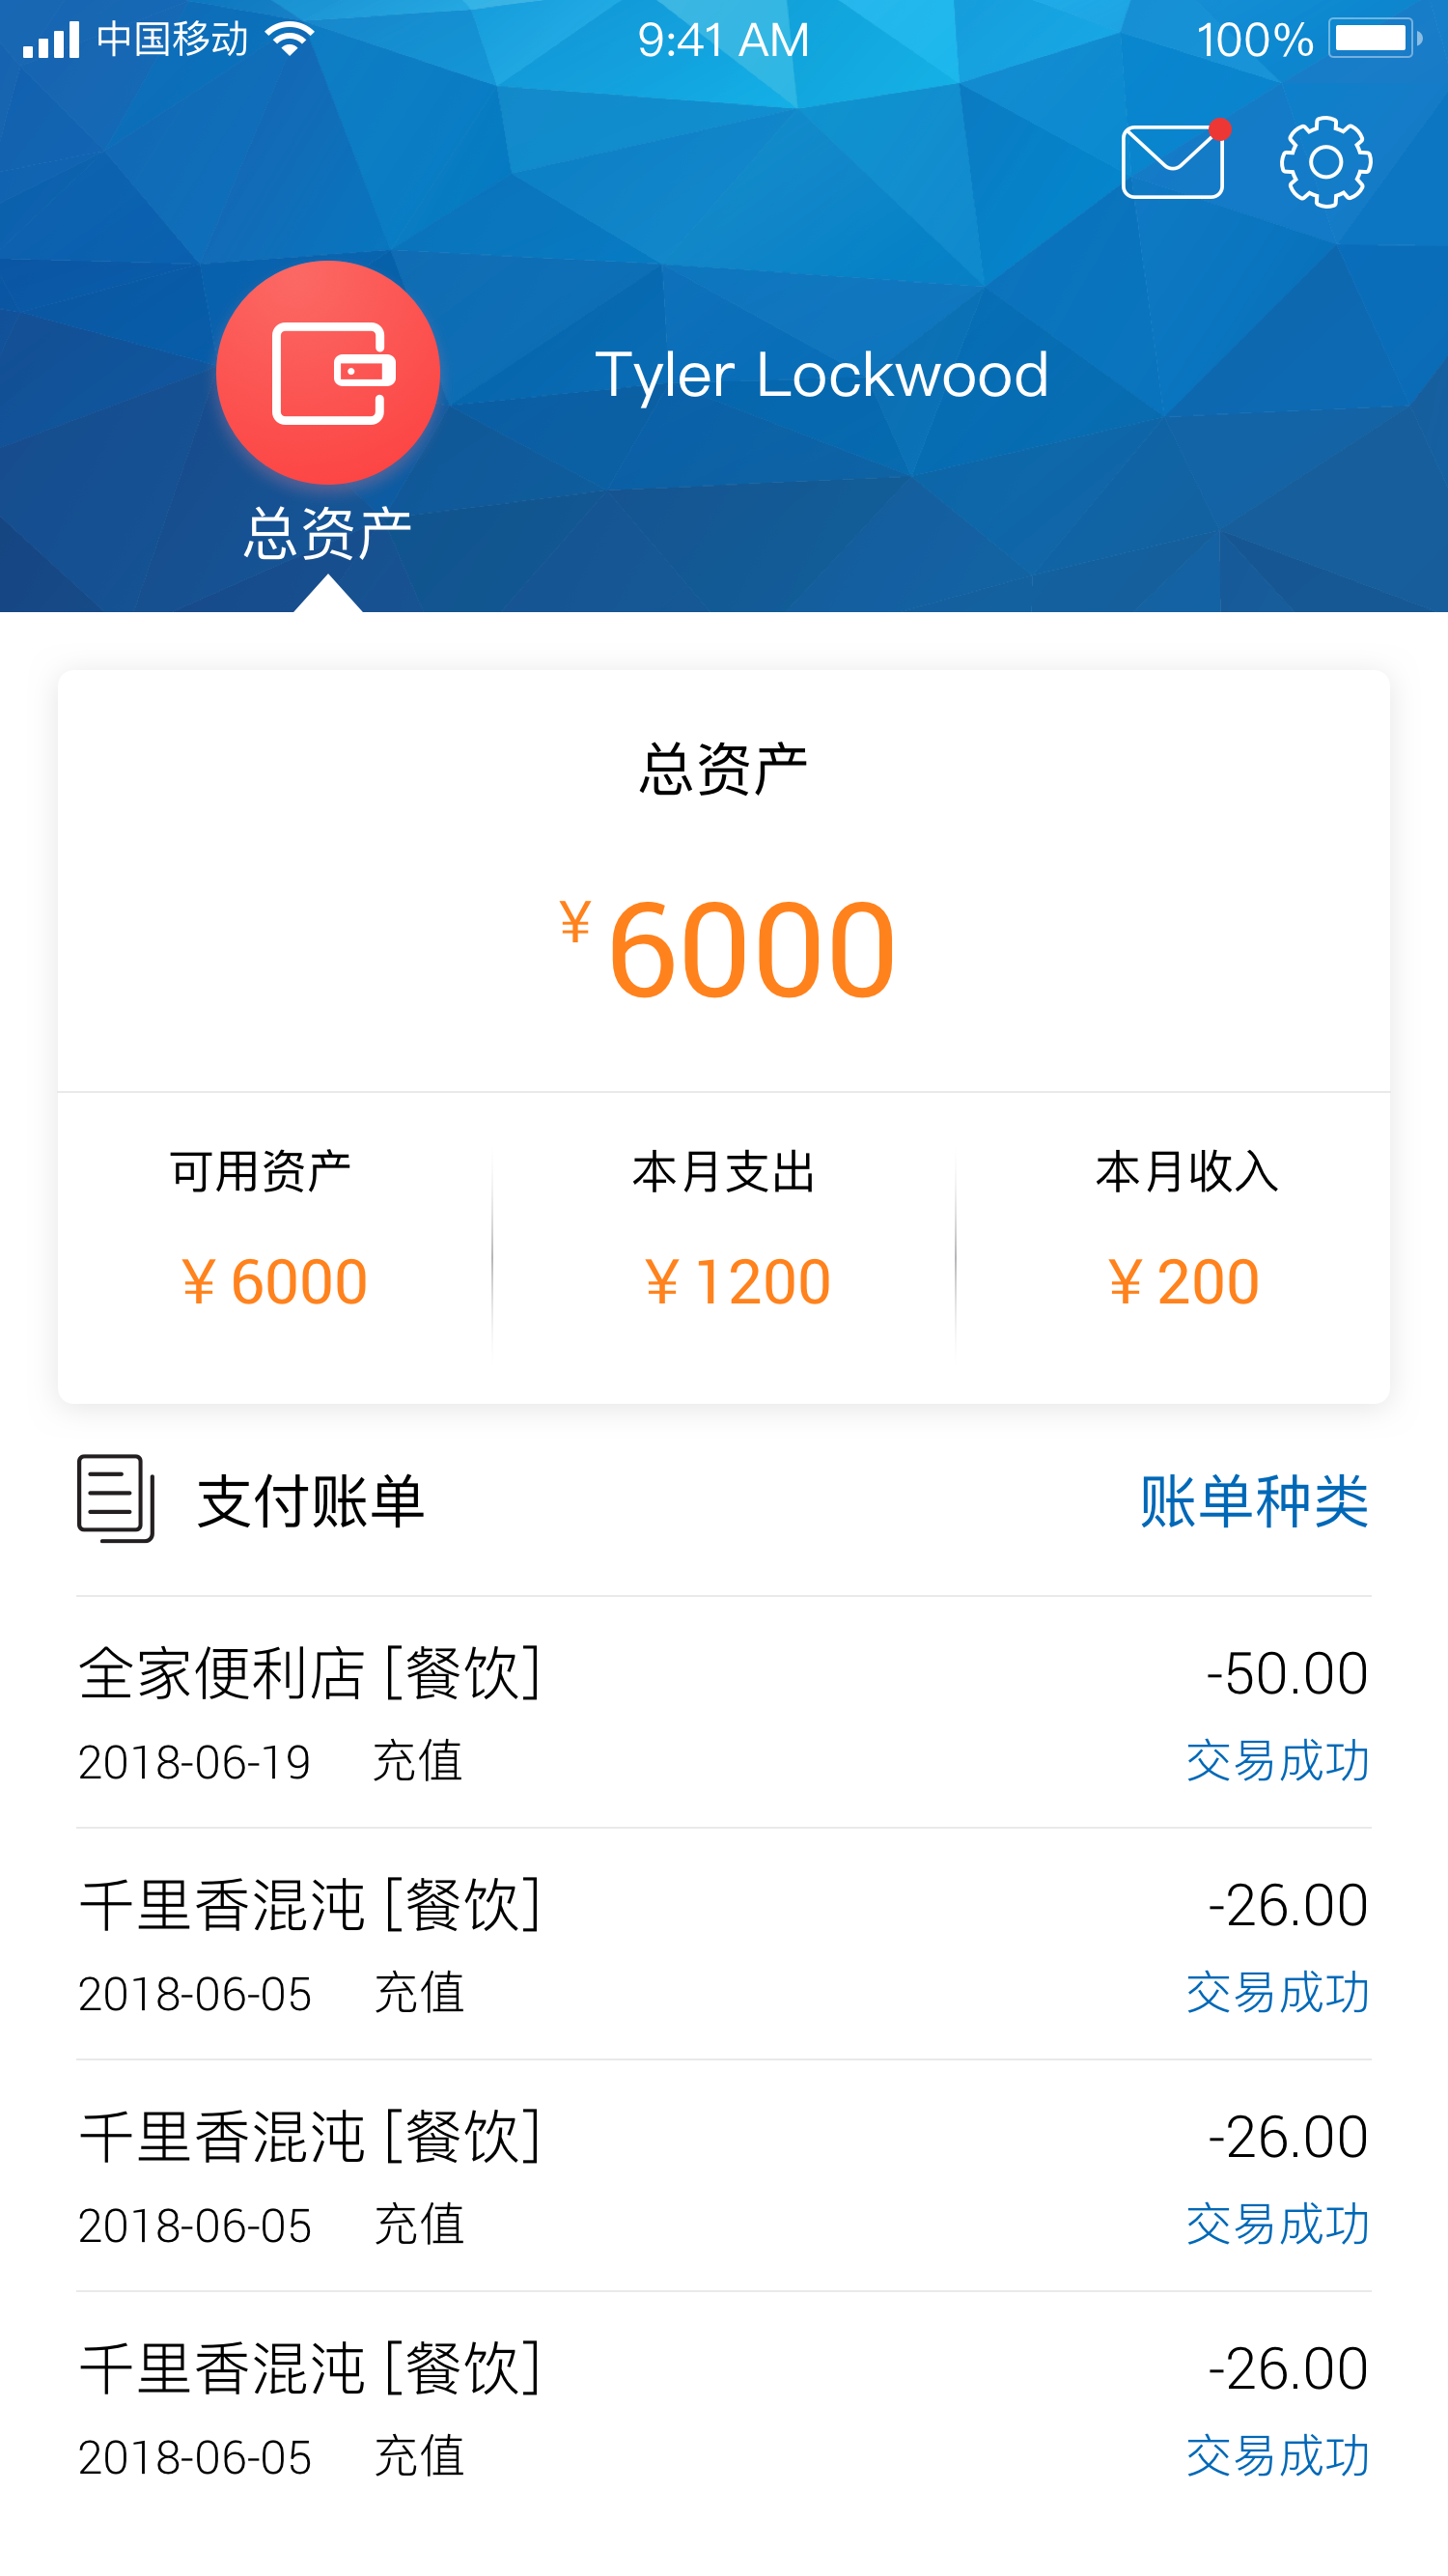 中国移动 9:41 AM 100%
Tyler Lockwood
总资产
总资产
¥ 6000
可用资产 本月支出 本月收入
¥ 6000 ¥ 1200 ¥ 200
支付账单 账单种类
全家便利店 [餐饮] -50.00
2018-06-19 充值 交易成功
千里香混沌 [餐饮] -26.00
2018-06-05 充值 交易成功
千里香混沌 [餐饮] -26.00
2018-06-05 充值 交易成功
千里香混沌 [餐饮] -26.00
2018-06-05 充值 交易成功